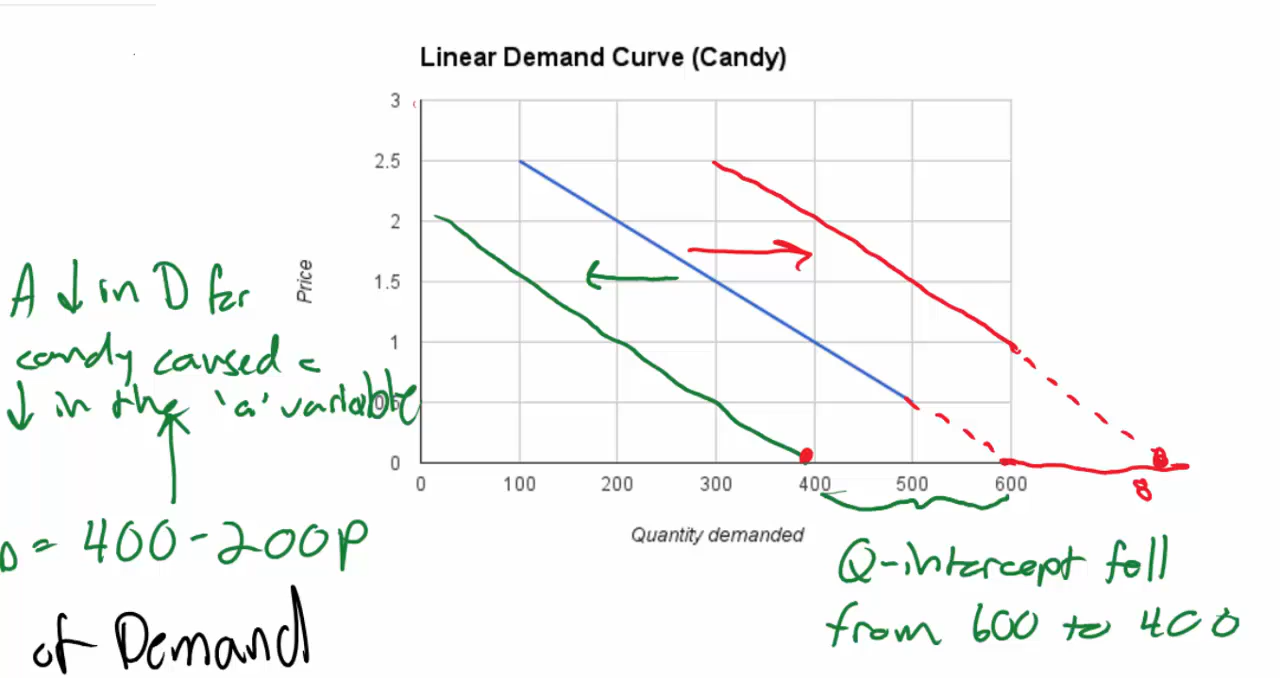 Linear Demand Curve (Candy)
3
2.5
2
1.5
1
0
Price
0 100 200 300 400 500 600
Quantity demanded
A ↓ in D for
candy caused a
↓ in the 'a' variable
D = 400-200P
of Demand
8
Q-intercept fell
from 600 to 400